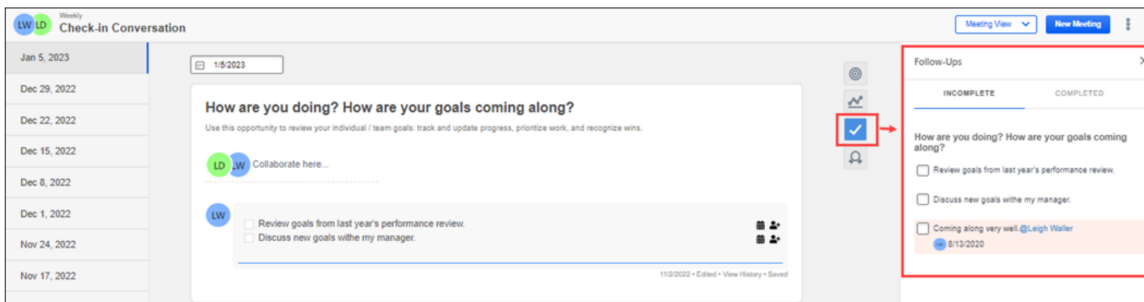 LW LD
Weekly
Check-in Conversation
Meeting View
New Meeting
Jan 5, 2023
Dec 29, 2022
Dec 22, 2022
Dec 15, 2022
Dec 8, 2022
Dec 1, 2022
Nov 24, 2022
Nov 17, 2022
1/5/2023
How are you doing? How are your goals coming along?
Use this opportunity to review your individual / team goals: track and update progress, prioritize work, and recognize wins.
LD LW Collaborate here...
LW
Review goals from last year's performance review.
Discuss new goals withe my manager.
11/2/2022 • Edited • View History • Saved
Follow-Ups
INCOMPLETE COMPLETED
How are you doing? How are your goals coming
along?
Review goals from last year's performance review.
Discuss new goals withe my manager.
Coming along very well.@Leigh Waller
LW 8/13/2020